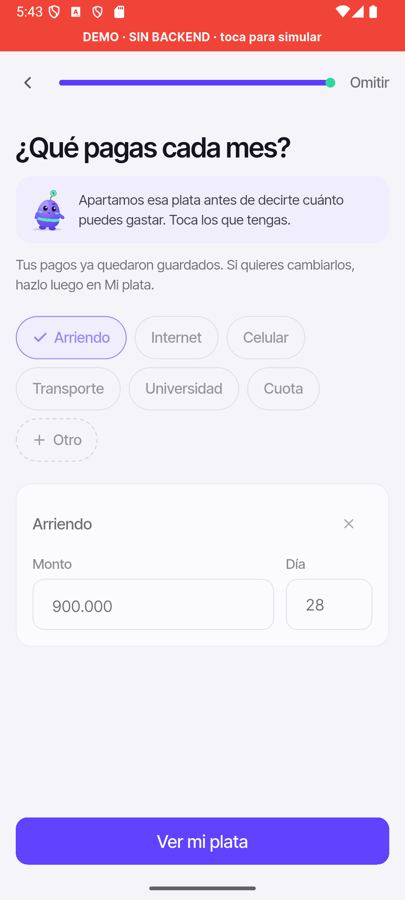 5:43
DEMO · SIN BACKEND · toca para simular
Omitir
¿Qué pagas cada mes?
Apartamos esa plata antes de decirte cuánto
puedes gastar. Toca los que tengas.
Tus pagos ya quedaron guardados. Si quieres cambiarlos,
hazlo luego en Mi plata.
Arriendo Internet Celular
Transporte Universidad Cuota
+ Otro
Arriendo
Monto Día
900.000 28
Ver mi plata